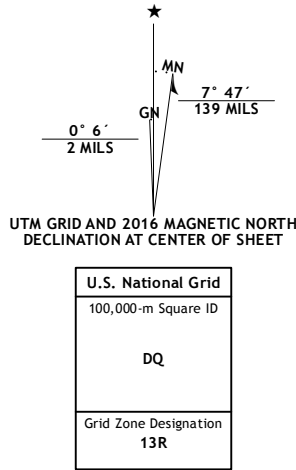 ★
MN
7° 47´
139 MILS
GN
0° 6´
2 MILS
UTM GRID AND 2016 MAGNETIC NORTH
DECLINATION AT CENTER OF SHEET
U.S. National Grid
100,000-m Square ID
DQ
Grid Zone Designation
13R